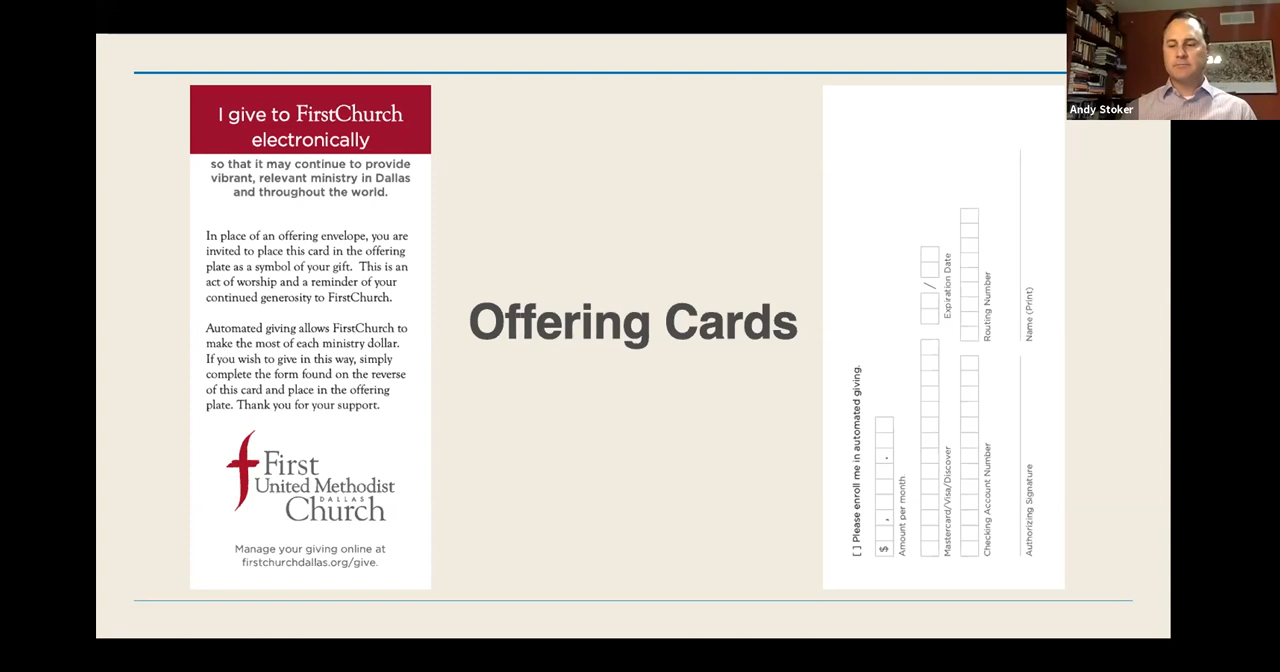 I give to FirstChurch
electronically
so that it may continue to provide
vibrant, relevant ministry in Dallas
and throughout the world.
In place of an offering envelope, you are
invited to place this card in the offering
plate as a symbol of your gift. This is an
act of worship and a reminder of your
continued generosity to FirstChurch.
Automated giving allows FirstChurch to
make the most of each ministry dollar.
If you wish to give in this way, simply
complete the form found on the reverse
of this card and place in the offering
plate. Thank you for your support.
First
United Methodist
DALLAS
Church
Manage your giving online at
firstchurchdallas.org/give.
Offering Cards
[ ] Please enroll me in automated giving.
$ , .
Amount per month
/
Mastercard/Visa/Discover
Expiration Date
Checking Account Number
Routing Number
Authorizing Signature
Name (Print)
Andy Stoker